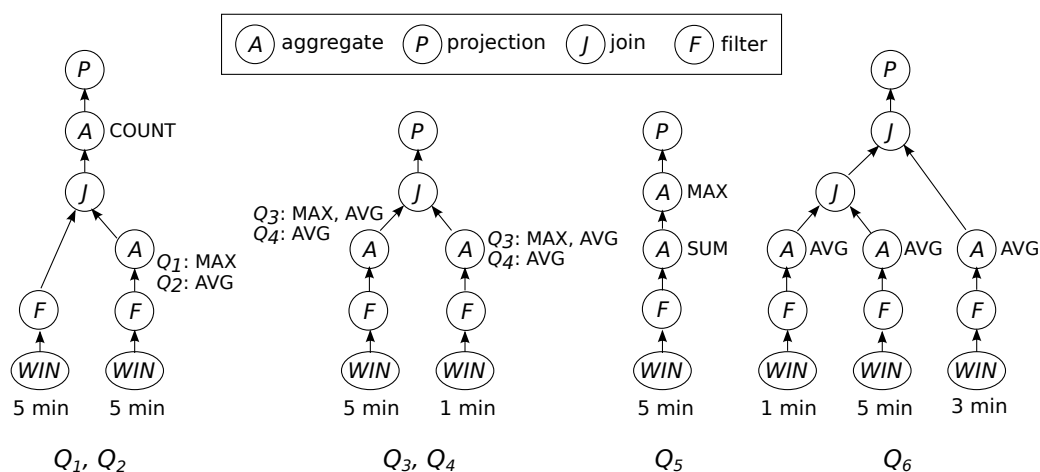 A aggregate P projection J join F filter
P
A COUNT
J
A
Q1: MAX
Q2: AVG
F F
WIN WIN
5 min 5 min
Q1, Q2
P
J
Q3: MAX, AVG
Q4: AVG
A A
Q3: MAX, AVG
Q4: AVG
F F
WIN WIN
5 min 1 min
Q3, Q4
P
A MAX
A SUM
F
WIN
5 min
Q5
P
J
J
A AVG A AVG A AVG
F F F
WIN WIN WIN
1 min 5 min 3 min
Q6